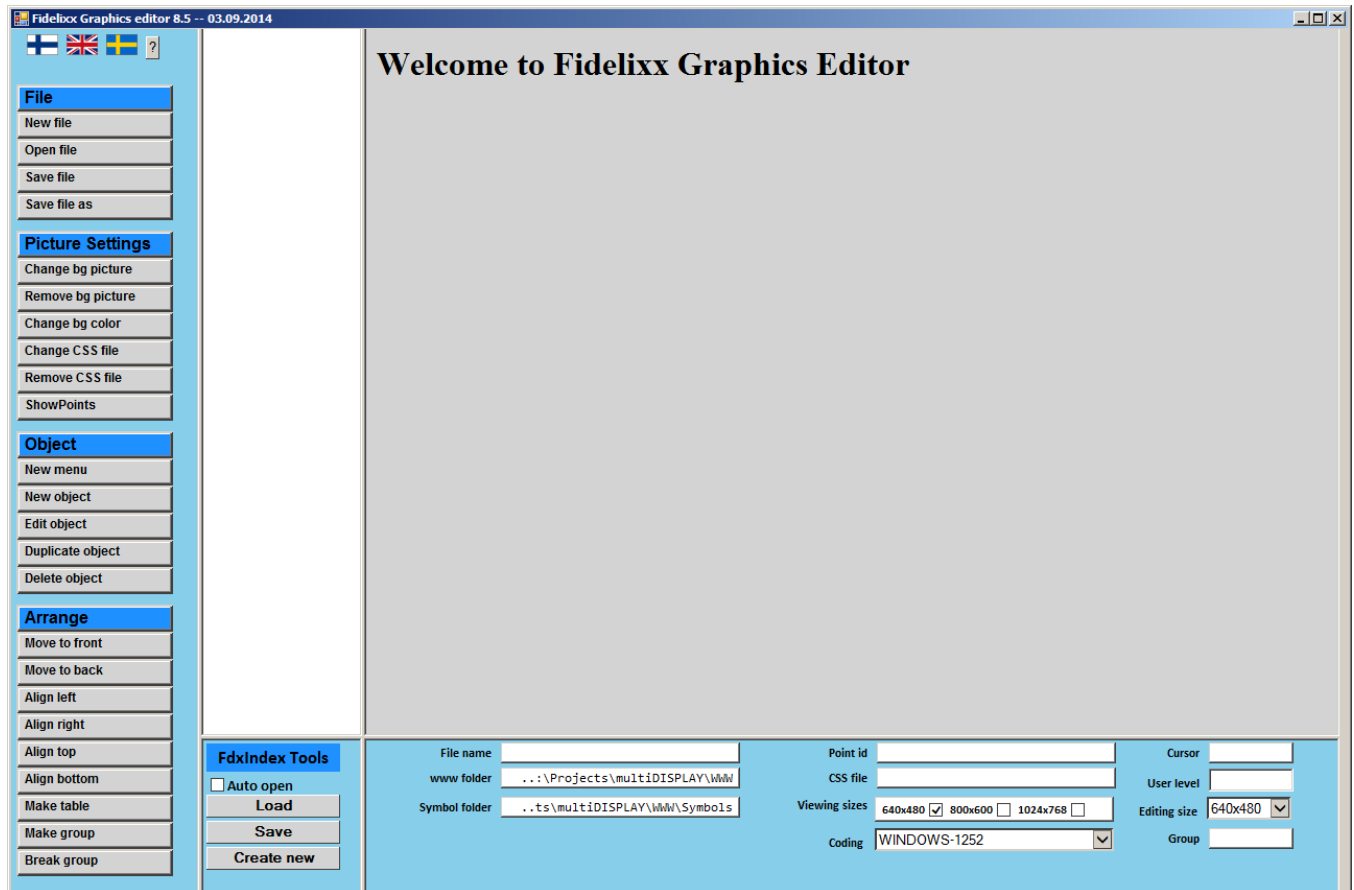 Fidelixx Graphics editor 8.5 -- 03.09.2014
?
File
New file
Open file
Save file
Save file as
Picture Settings
Change bg picture
Remove bg picture
Change bg color
Change CSS file
Remove CSS file
ShowPoints
Object
New menu
New object
Edit object
Duplicate object
Delete object
Arrange
Move to front
Move to back
Align left
Align right
Align top
Align bottom
Make table
Make group
Break group
Welcome to Fidelixx Graphics Editor
FdxIndex Tools
Auto open
Load
Save
Create new
File name
www folder ..:\Projects\multiDISPLAY\WWW
Symbol folder ..ts\multiDISPLAY\WWW\Symbols
Point id
CSS file
Viewing sizes 640x480 800x600 1024x768
Coding WINDOWS-1252
Cursor
User level
Editing size 640x480
Group